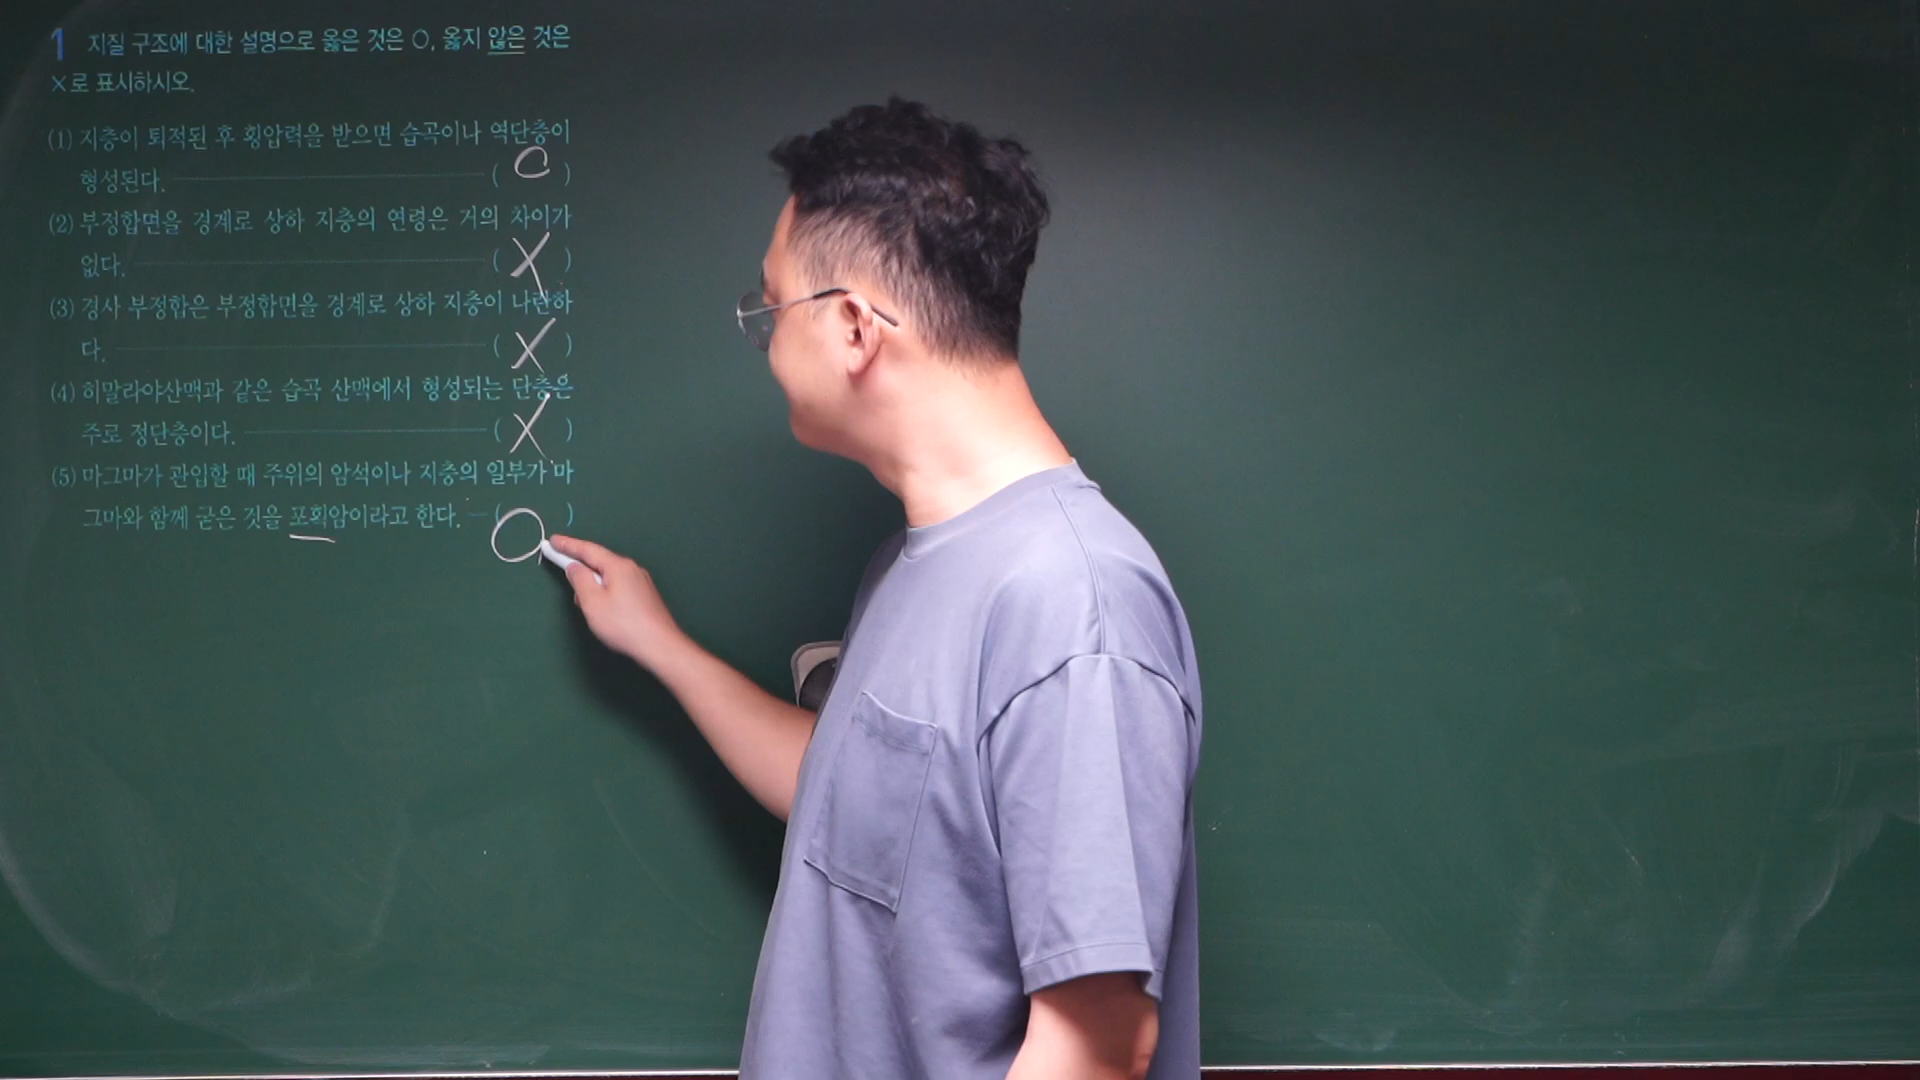 1 지질 구조에 대한 설명으로 옳은 것은 ○, 옳지 않은 것은
×로 표시하시오.
(1) 지층이 퇴적된 후 횡압력을 받으면 습곡이나 역단층이
형성된다. ( O )
(2) 부정합면을 경계로 상하 지층의 연령은 거의 차이가
없다. ( X )
(3) 경사 부정합은 부정합면을 경계로 상하 지층이 나란하
다. ( X )
(4) 히말라야산맥과 같은 습곡 산맥에서 형성되는 단층은
주로 정단층이다. ( X )
(5) 마그마가 관입할 때 주위의 암석이나 지층의 일부가 마
그마와 함께 굳은 것을 포획암이라고 한다. ( O )